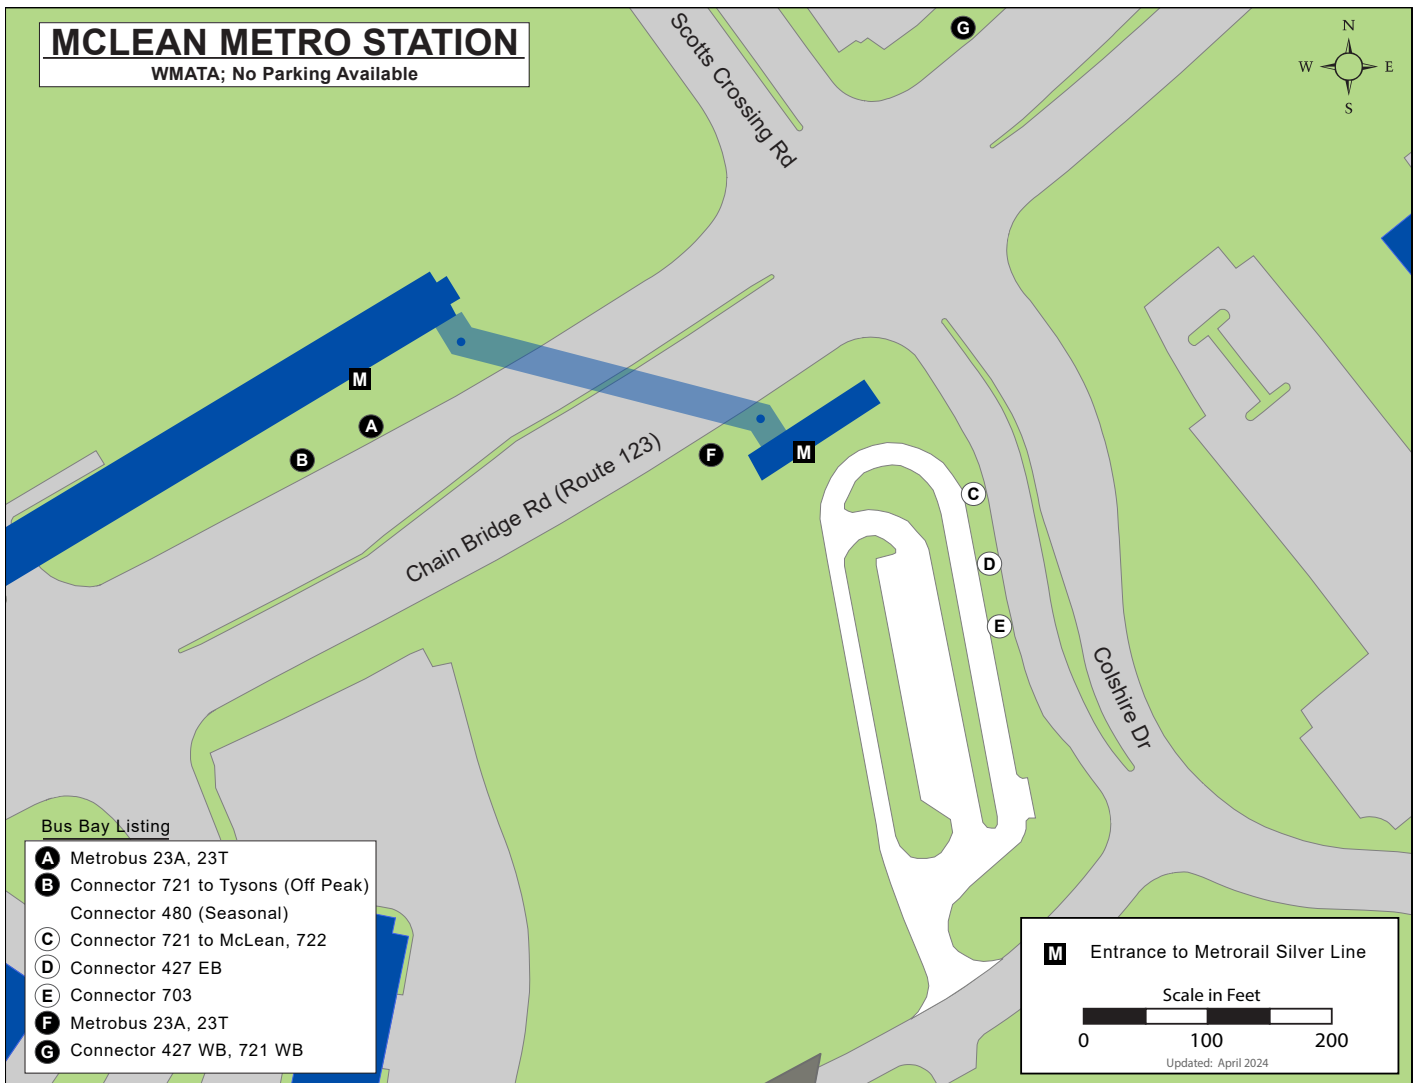 MCLEAN METRO STATION
WMATA; No Parking Available
Scotts Crossing Rd
G
N
W E
S
M
A
B
F
M
Chain Bridge Rd (Route 123)
C
D
E
Colshire Dr
Bus Bay Listing
A Metrobus 23A, 23T
B Connector 721 to Tysons (Off Peak)
Connector 480 (Seasonal)
C Connector 721 to McLean, 722
D Connector 427 EB
E Connector 703
F Metrobus 23A, 23T
G Connector 427 WB, 721 WB
M Entrance to Metrorail Silver Line
Scale in Feet
0 100 200
Updated: April 2024